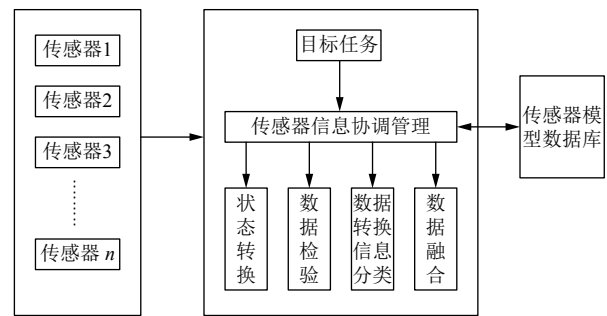 传感器1
传感器2
传感器3
传感器 n
目标任务
传感器信息协调管理
状态转换
数据检验
数据
转换
信息
分类
数据融合
传感器模
型数据库